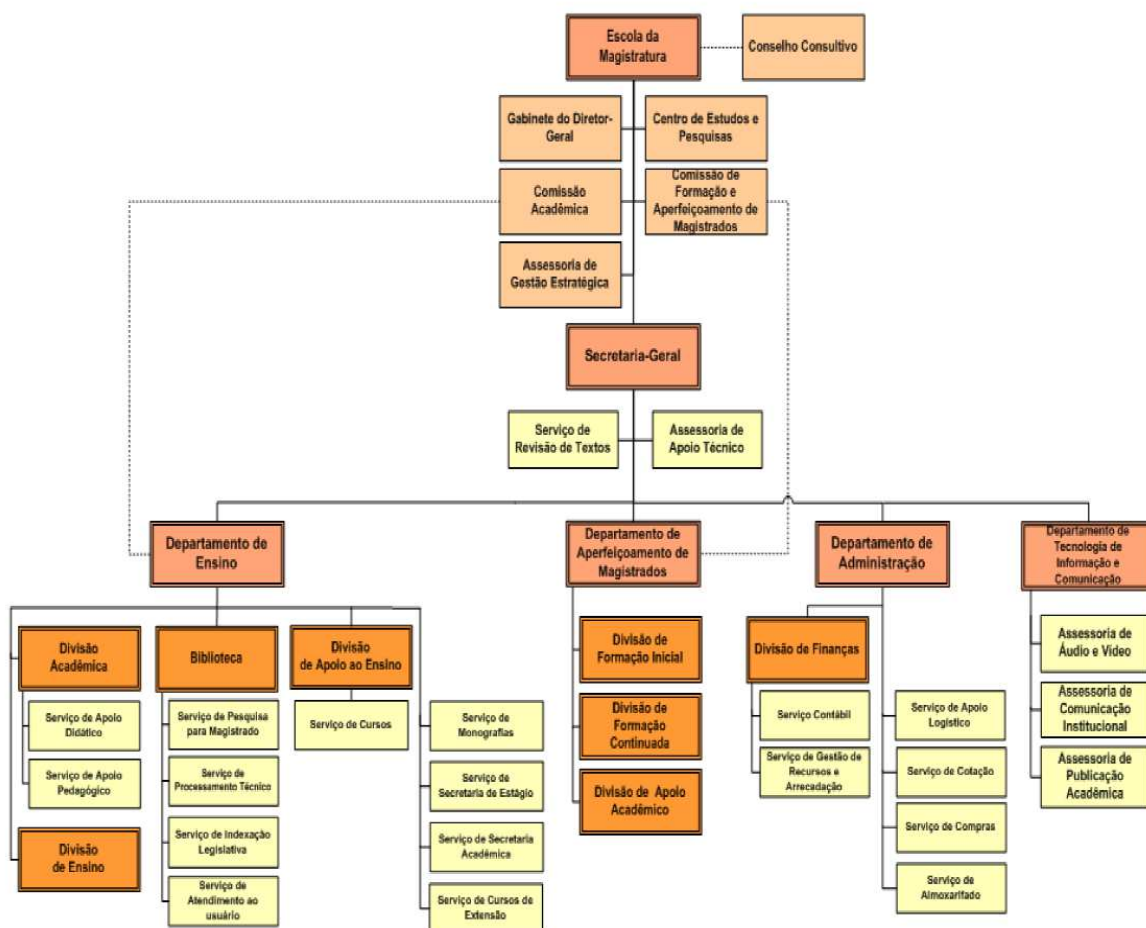 Escola da
Magistratura
Conselho Consultivo
Gabinete do Diretor-
Geral
Centro de Estudos e
Pesquisas
Comissão
Acadêmica
Comissão de
Formação e
Aperfeiçoamento de
Magistrados
Assessoria de
Gestão Estratégica
Secretaria-Geral
Serviço de
Revisão de Textos
Assessoria de
Apoio Técnico
Departamento de
Ensino
Departamento de
Aperfeiçoamento de
Magistrados
Departamento de
Administração
Departamento de
Tecnologia de
Informação e
Comunicação
Divisão
Acadêmica
Serviço de Apoio
Didático
Serviço de Apoio
Pedagógico
Divisão
de Ensino
Biblioteca
Serviço de Pesquisa
para Magistrado
Serviço de
Processamento Técnico
Serviço de Indexação
Legislativa
Serviço de
Atendimento ao
usuário
Divisão
de Apoio ao Ensino
Serviço de Cursos
Serviço de
Monografias
Serviço de
Secretaria de Estágio
Serviço de Secretaria
Acadêmica
Serviço de Cursos de
Extensão
Divisão de
Formação Inicial
Divisão de
Formação
Continuada
Divisão de Apoio
Acadêmico
Divisão de Finanças
Serviço Contábil
Serviço de Gestão de
Recursos e
Arrecadação
Serviço de Apoio
Logístico
Serviço de Cotação
Serviço de Compras
Serviço de
Almoxarifado
Assessoria de
Áudio e Vídeo
Assessoria de
Comunicação
Institucional
Assessoria de
Publicação
Acadêmica